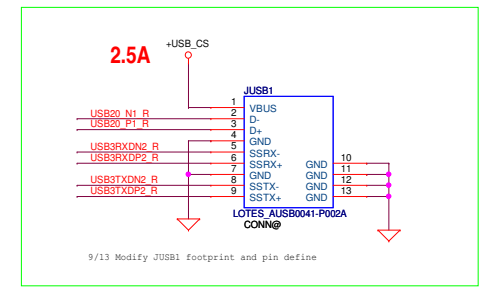 +USB_CS
2.5A
JUSB1
1 VBUS
USB20_N1_R 2 D-
USB20_P1_R 3 D+
4 GND
USB3RXDN2_R 5 SSRX-
USB3RXDP2_R 6 SSRX+ GND 10
7 GND GND 11
USB3TXDN2_R 8 SSTX- GND 12
USB3TXDP2_R 9 SSTX+ GND 13
LOTES_AUSB0041-P002A
CONN@
9/13 Modify JUSB1 footprint and pin define